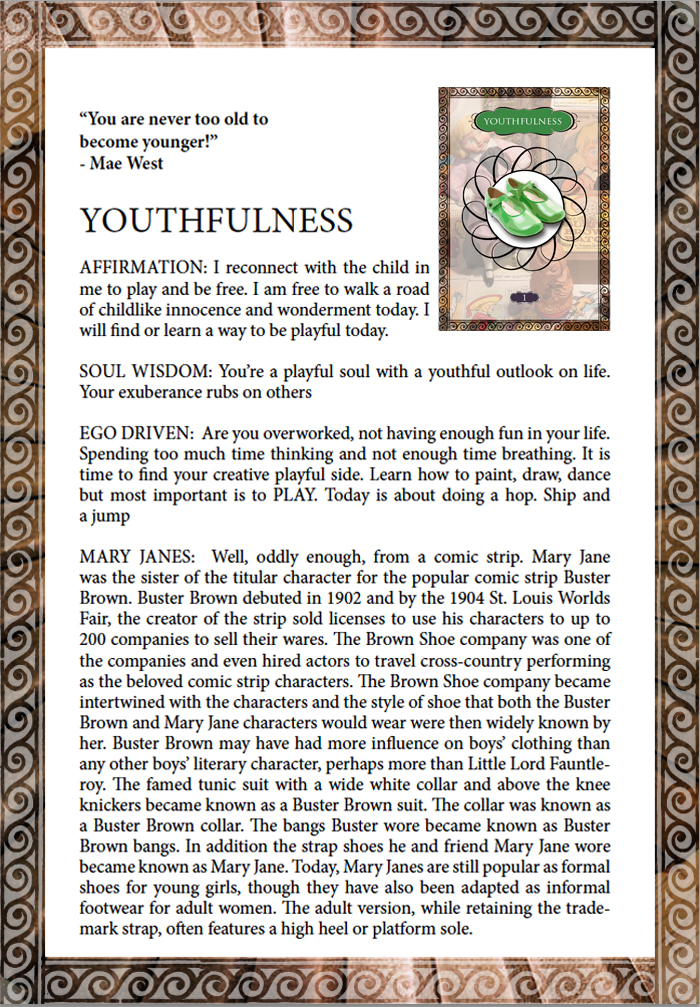 “You are never too old to
become younger!”
- Mae West
YOUTHFULNESS
YOUTHFULNESS
1
AFFIRMATION: I reconnect with the child in
me to play and be free. I am free to walk a road
of childlike innocence and wonderment today. I
will find or learn a way to be playful today.
SOUL WISDOM: You’re a playful soul with a youthful outlook on life.
Your exuberance rubs on others
EGO DRIVEN: Are you overworked, not having enough fun in your life.
Spending too much time thinking and not enough time breathing. It is
time to find your creative playful side. Learn how to paint, draw, dance
but most important is to PLAY. Today is about doing a hop. Ship and
a jump
MARY JANES: Well, oddly enough, from a comic strip. Mary Jane
was the sister of the titular character for the popular comic strip Buster
Brown. Buster Brown debuted in 1902 and by the 1904 St. Louis Worlds
Fair, the creator of the strip sold licenses to use his characters to up to
200 companies to sell their wares. The Brown Shoe company was one of
the companies and even hired actors to travel cross-country performing
as the beloved comic strip characters. The Brown Shoe company became
intertwined with the characters and the style of shoe that both the Buster
Brown and Mary Jane characters would wear were then widely known by
her. Buster Brown may have had more influence on boys’ clothing than
any other boys’ literary character, perhaps more than Little Lord Fauntle-
roy. The famed tunic suit with a wide white collar and above the knee
knickers became known as a Buster Brown suit. The collar was known as
a Buster Brown collar. The bangs Buster wore became known as Buster
Brown bangs. In addition the strap shoes he and friend Mary Jane wore
became known as Mary Jane. Today, Mary Janes are still popular as formal
shoes for young girls, though they have also been adapted as informal
footwear for adult women. The adult version, while retaining the trade-
mark strap, often features a high heel or platform sole.